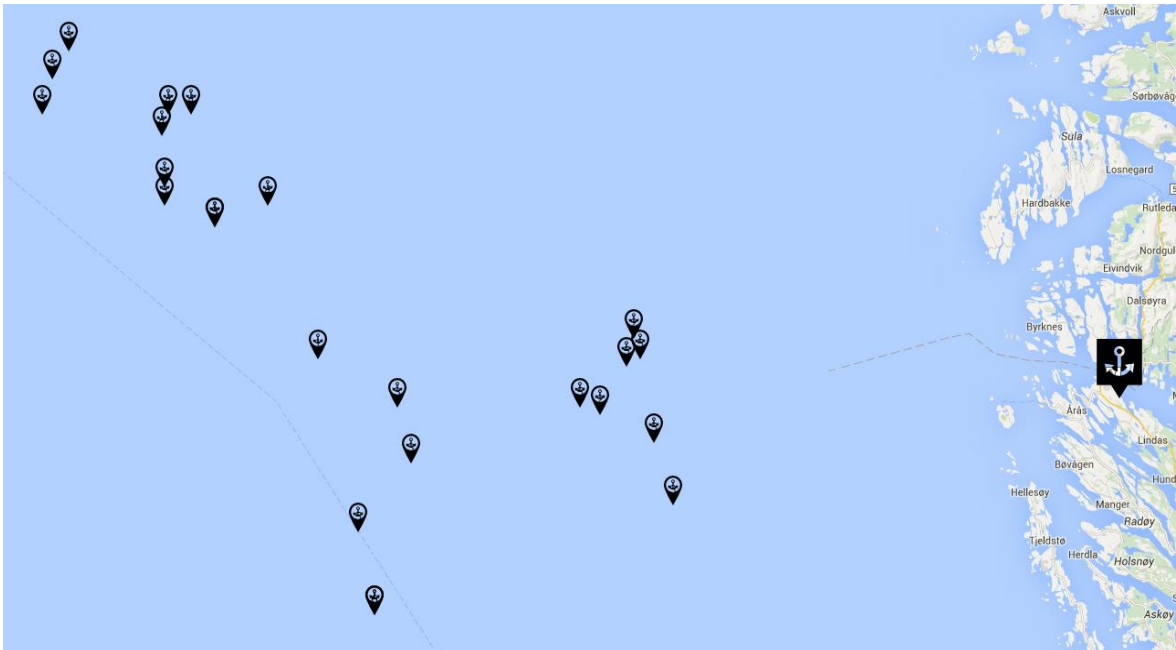 Askvoll
Sørbøvåg
Sula
Losnegard
5
Hardbakke
Rutleda
Nordgul
Eivindvik
Dalsøyra
Byrknes
Årås
Lindas
Bøvågen
Hund
Hellesøy
Manger
Radøy
Tjeldstø
Herdla
Holsnøy
Askøy